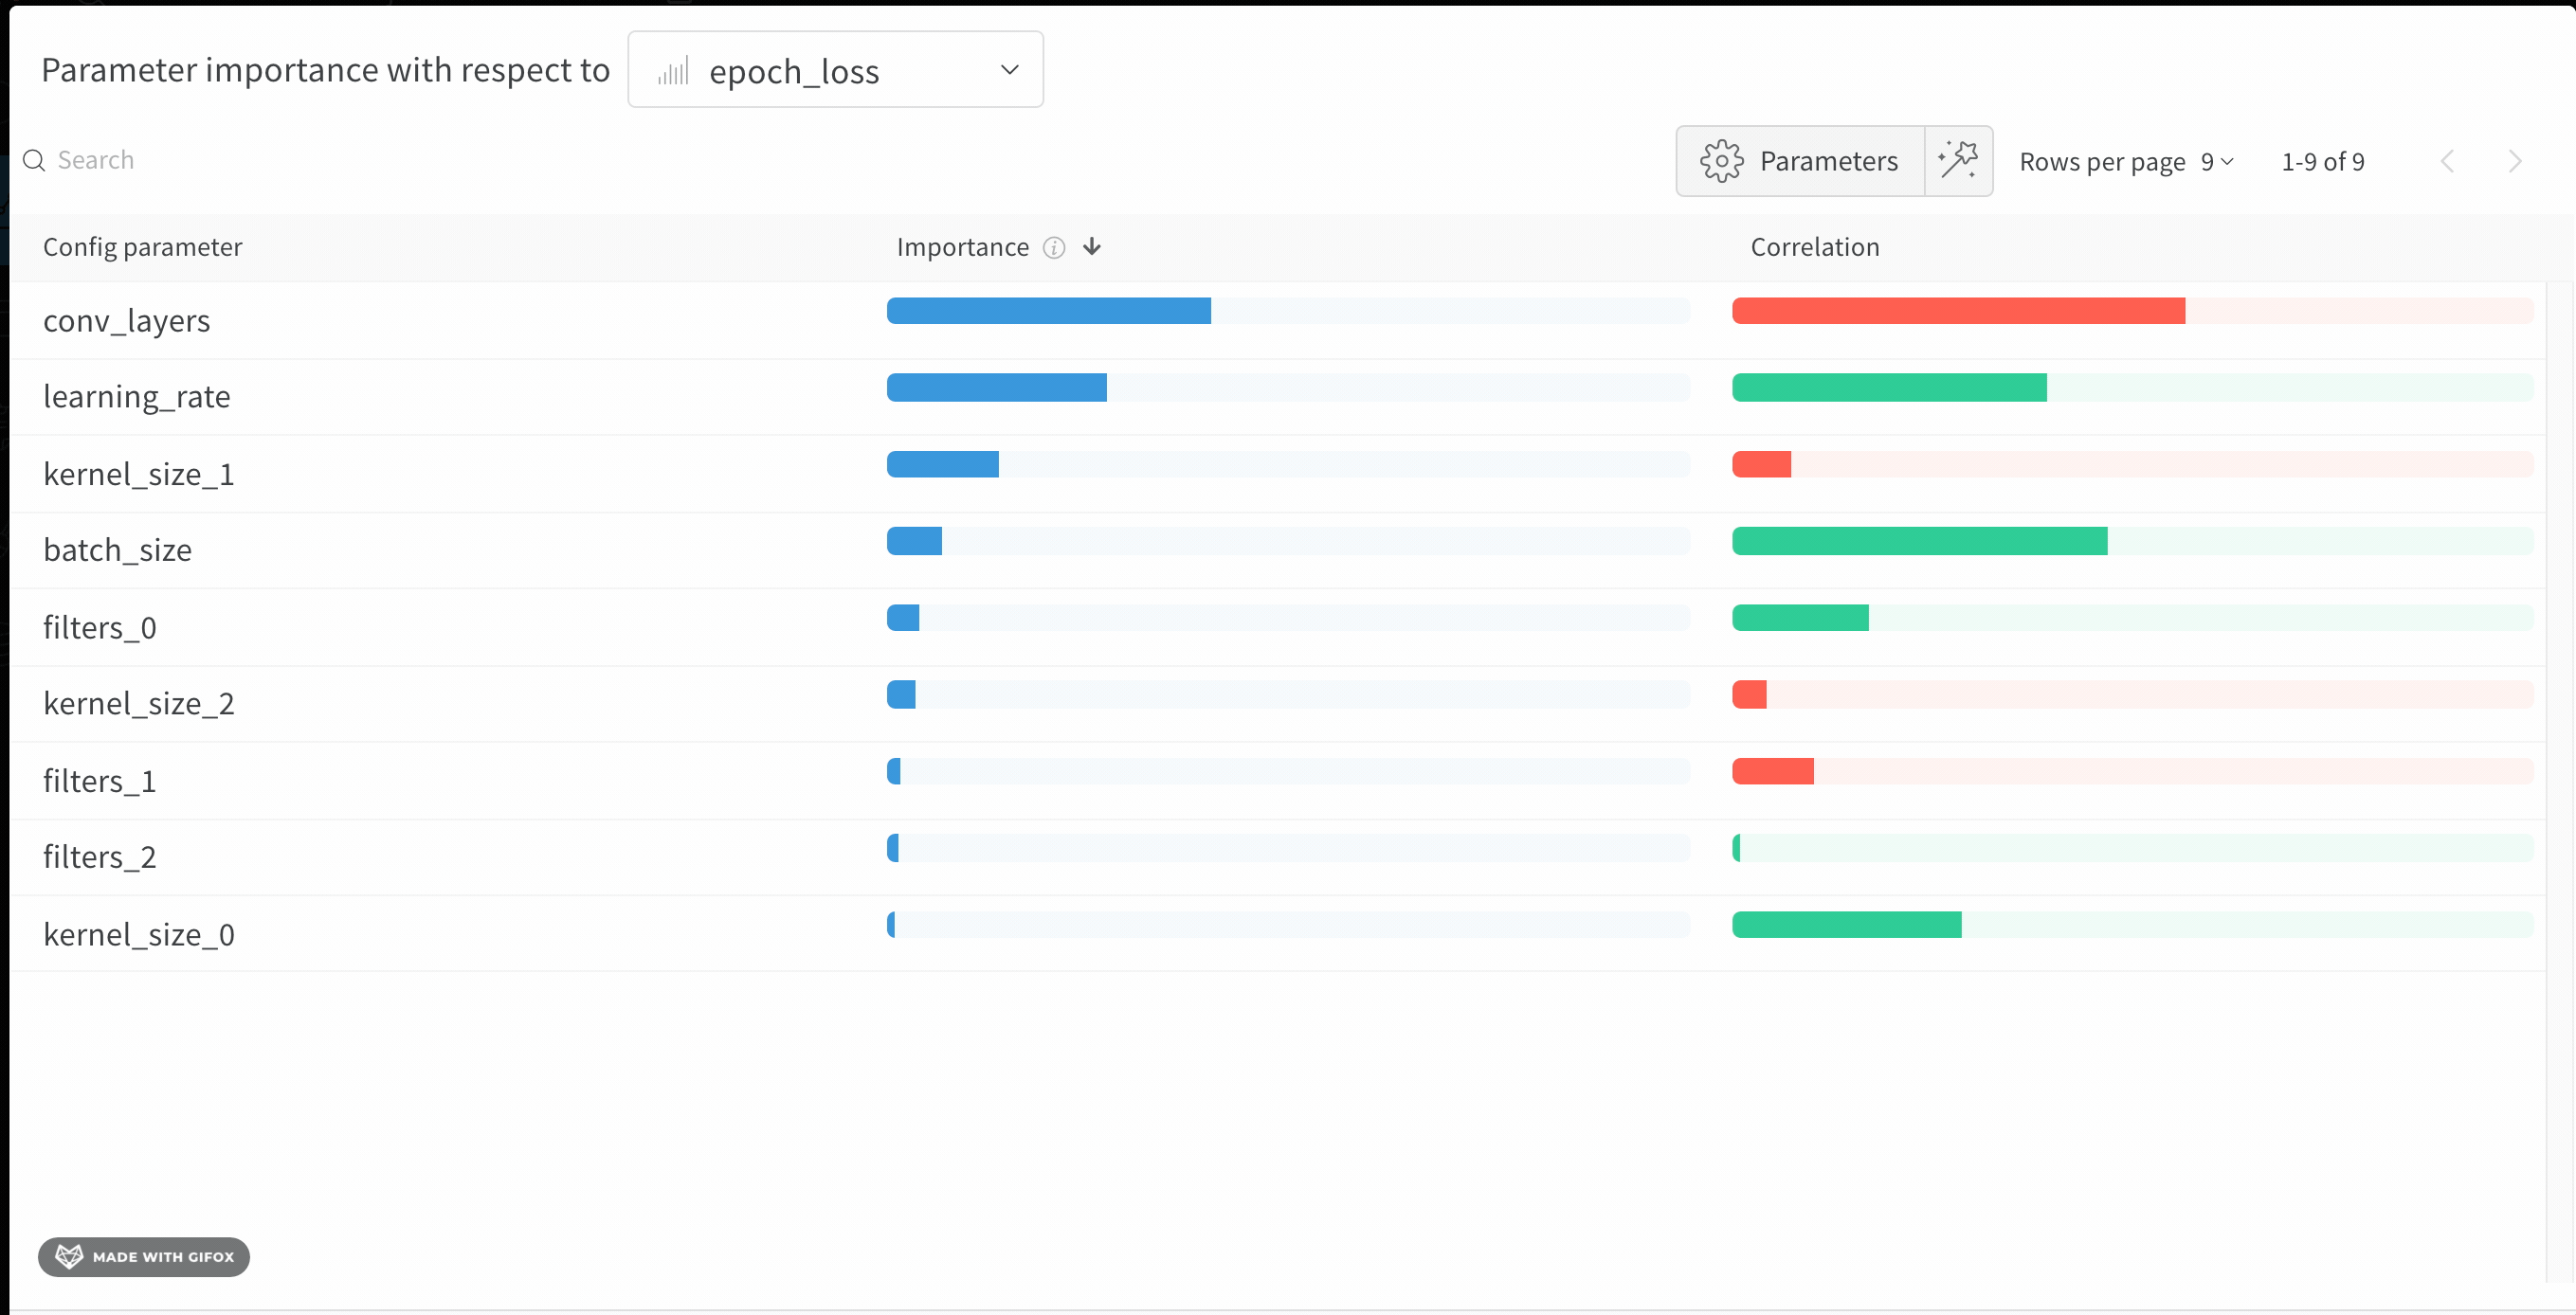 Parameter importance with respect to epoch_loss
Search Parameters Rows per page 9 1-9 of 9
Config parameter Importance Correlation
conv_layers
learning_rate
kernel_size_1
batch_size
filters_0
kernel_size_2
filters_1
filters_2
kernel_size_0
MADE WITH GIFOX